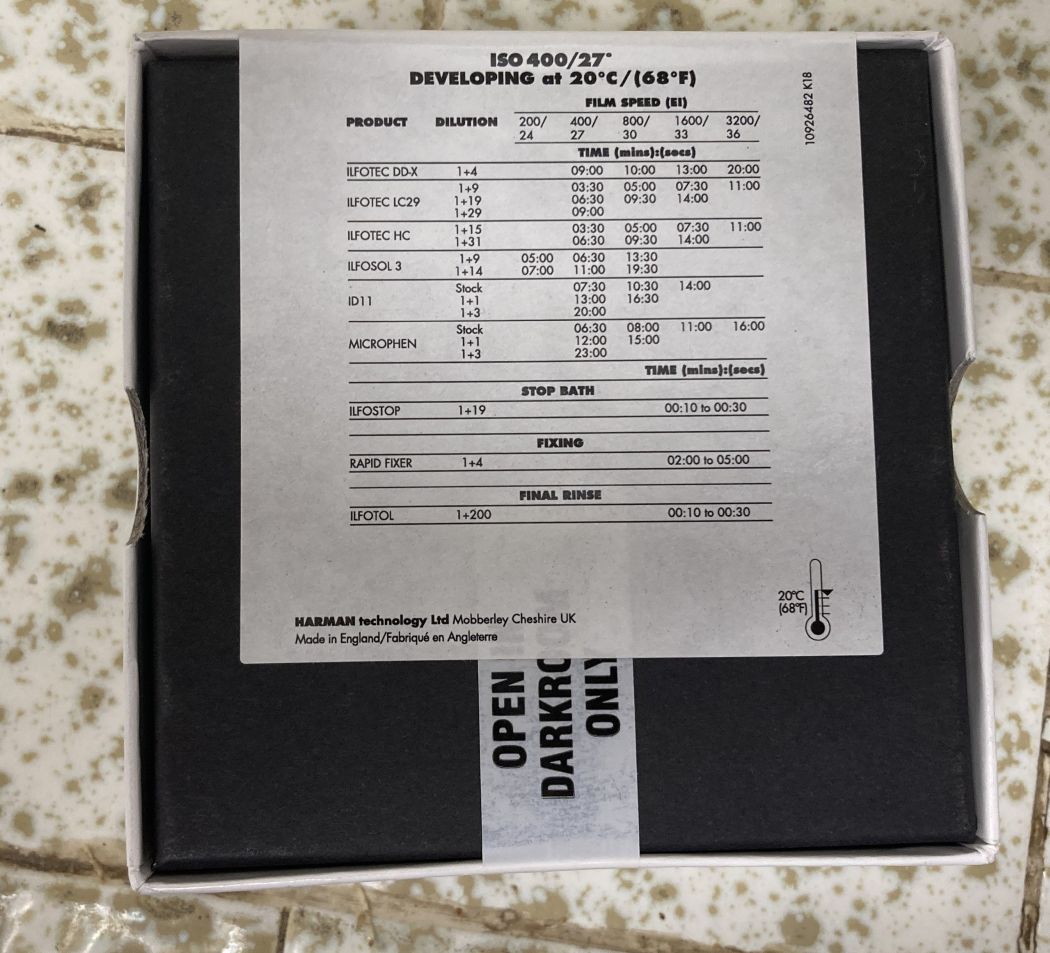 ISO 400/27°
DEVELOPING at 20°C/(68°F)
FILM SPEED (EI)
PRODUCT DILUTION 200/24 400/27 800/30 1600/33 3200/36
TIME (mins):(secs)
ILFOTEC DD-X 1+4 09:00 10:00 13:00 20:00
ILFOTEC LC29
1+9 03:30 05:00 07:30 11:00
1+19 06:30 09:30 14:00
1+29 09:00
ILFOTEC HC
1+15 03:30 05:00 07:30 11:00
1+31 06:30 09:30 14:00
ILFOSOL 3
1+9 05:00 06:30 13:30
1+14 07:00 11:00 19:30
ID11
Stock 07:30 10:30 14:00
1+1 13:00 16:30
1+3 20:00
MICROPHEN
Stock 06:30 08:00 11:00 16:00
1+1 12:00 15:00
1+3 23:00
TIME (mins):(secs)
STOP BATH
ILFOSTOP 1+19 00:10 to 00:30
FIXING
RAPID FIXER 1+4 02:00 to 05:00
FINAL RINSE
ILFOTOL 1+200 00:10 to 00:30
20°C
(68°F)
HARMAN technology Ltd Mobberley Cheshire UK
Made in England/Fabriqué en Angleterre
10926482 K18
OPEN
DARKRO
ONLY